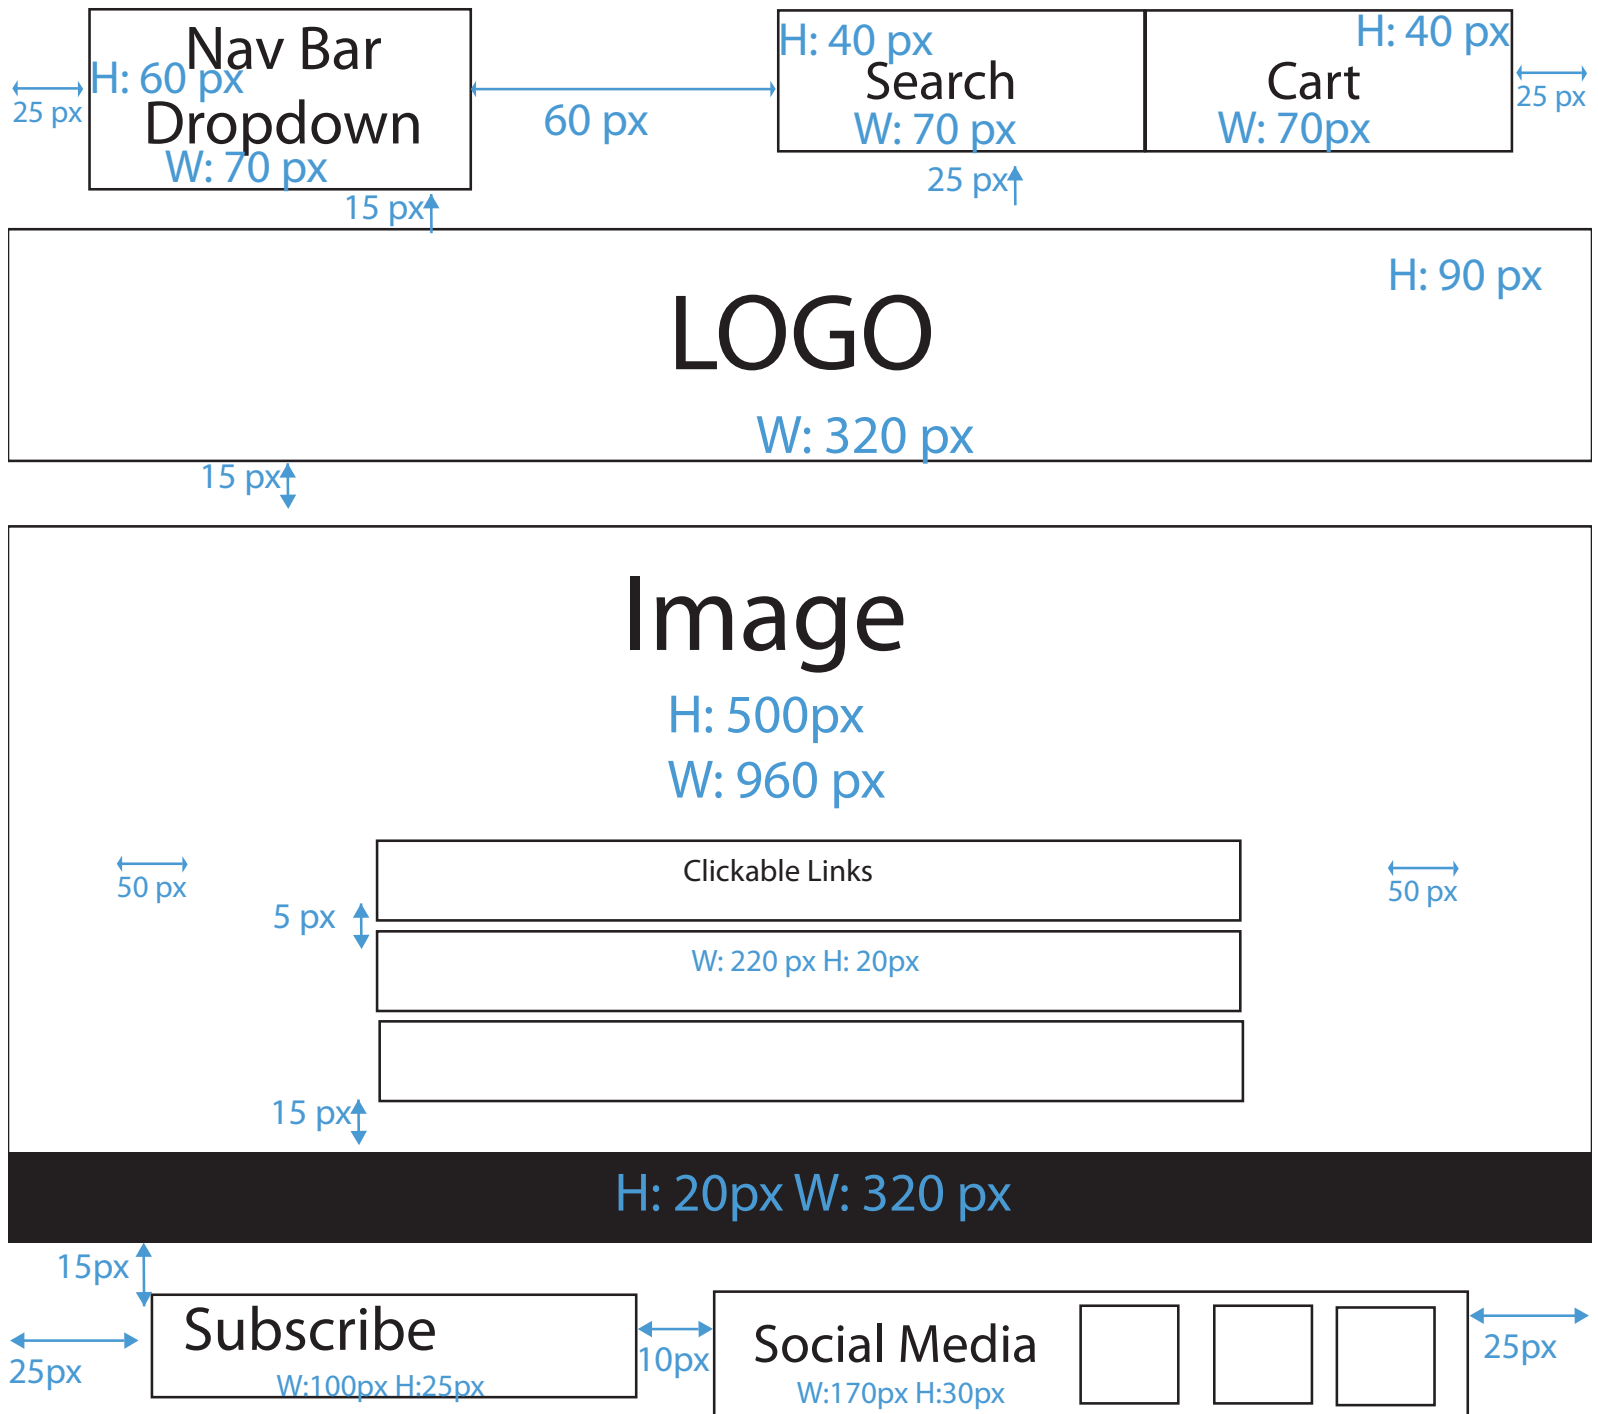 Nav Bar
H: 60 px
Dropdown
W: 70 px
25 px
60 px
H: 40 px
Search
W: 70 px
H: 40 px
Cart
W: 70px
25 px
15 px
25 px
H: 90 px
LOGO
W: 320 px
15 px
Image
H: 500px
W: 960 px
50 px
Clickable Links
50 px
5 px
W: 220 px H: 20px
15 px
H: 20px W: 320 px
15px
25px
Subscribe
W:100px H:25px
10px
Social Media
W:170px H:30px
25px